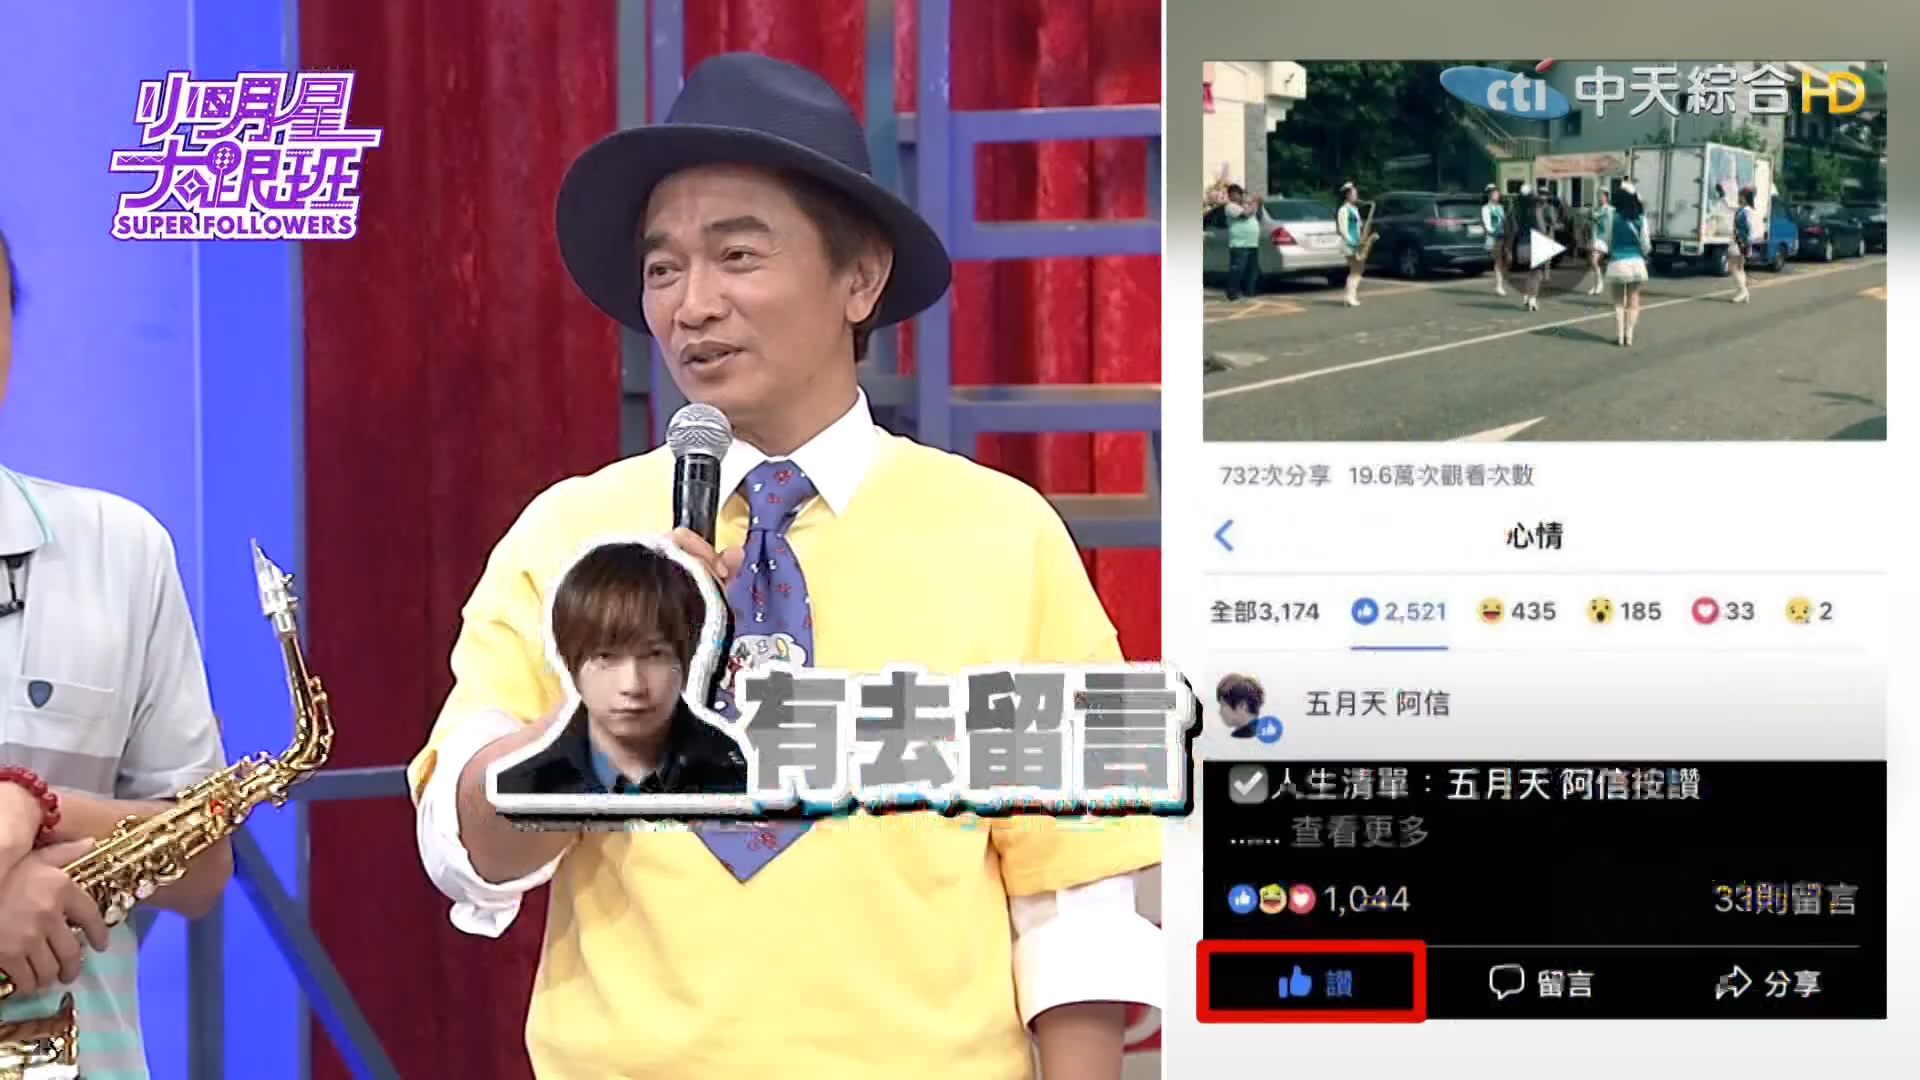 小明星
大跟班
SUPER FOLLOWERS
cti 中天綜合HD
732次分享 19.6萬次觀看次數
心情
全部3,174 2,521 435 185 33 2
五月天 阿信
有去留言
人生清單：五月天 阿信按讚
...... 查看更多
1,044 33則留言
讚 留言 分享